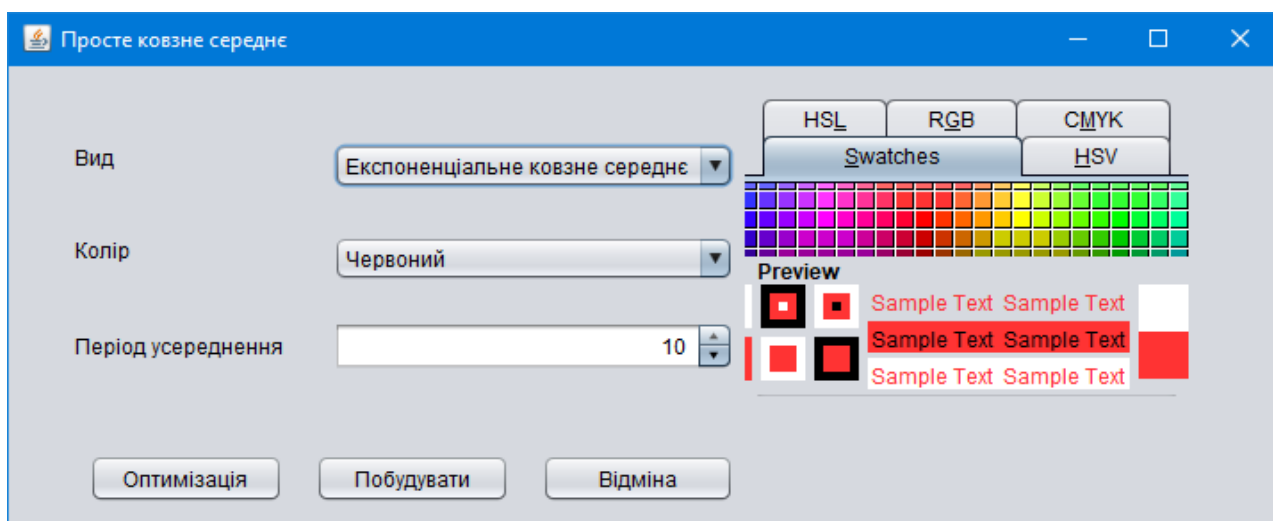 Просте ковзне середнє
Вид
Експоненціальне ковзне середнє
Колір
Червоний
Період усереднення
10
Оптимізація
Побудувати
Відміна
HSL
RGB
CMYK
Swatches
HSV
Preview
Sample Text Sample Text
Sample Text Sample Text
Sample Text Sample Text